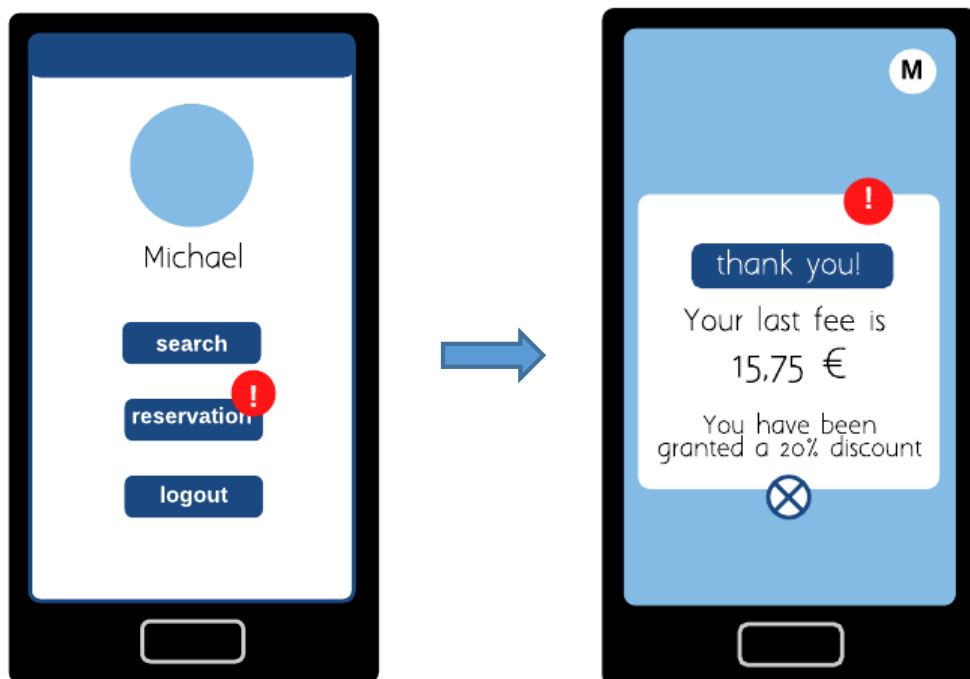 Michael
search
!
reservation
logout
M
!
thank you!
Your last fee is
15,75 €
You have been
granted a 20% discount